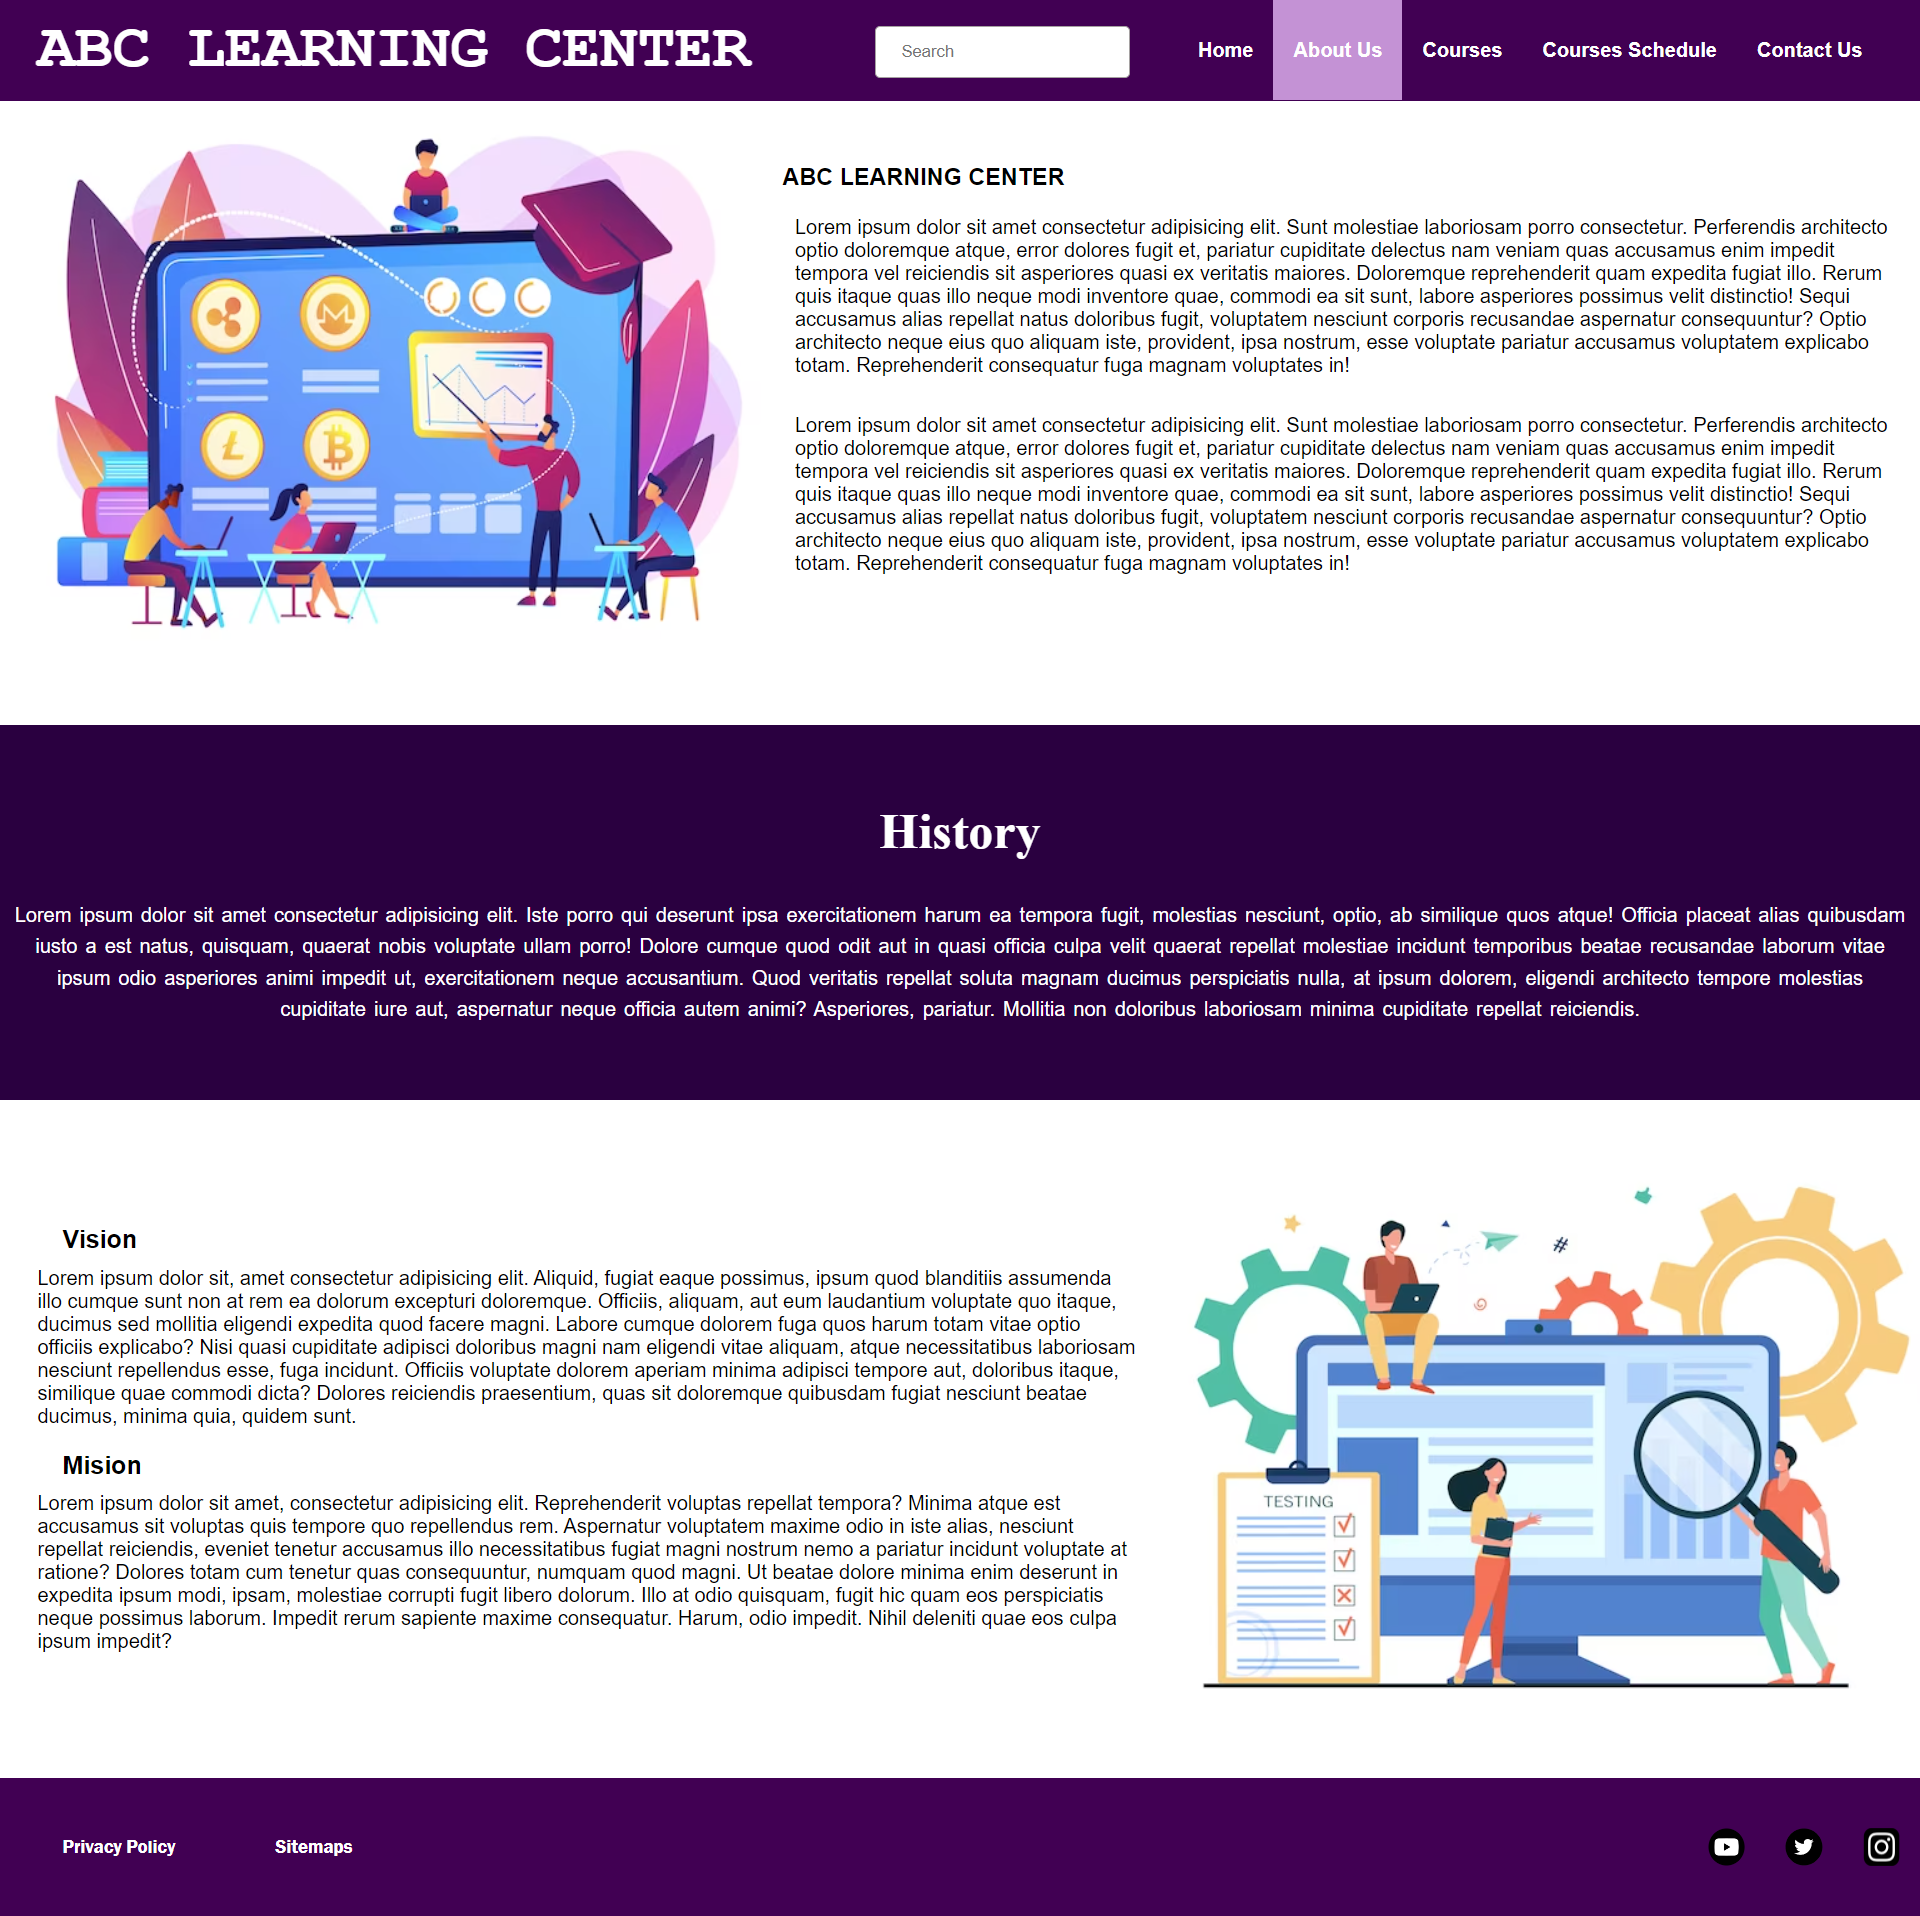 ABC LEARNING CENTER
Search
Home
About Us
Courses
Courses Schedule
Contact Us
ABC LEARNING CENTER
Lorem ipsum dolor sit amet consectetur adipisicing elit. Sunt molestiae laboriosam porro consectetur. Perferendis architecto
optio doloremque atque, error dolores fugit et, pariatur cupiditate delectus nam veniam quas accusamus enim impedit
tempora vel reiciendis sit asperiores quasi ex veritatis maiores. Doloremque reprehenderit quam expedita fugiat illo. Rerum
quis itaque quas illo neque modi inventore quae, commodi ea sit sunt, labore asperiores possimus velit distinctio! Sequi
accusamus alias repellat natus doloribus fugit, voluptatem nesciunt corporis recusandae aspernatur consequuntur? Optio
architecto neque eius quo aliquam iste, provident, ipsa nostrum, esse voluptate pariatur accusamus voluptatem explicabo
totam. Reprehenderit consequatur fuga magnam voluptates in!
Lorem ipsum dolor sit amet consectetur adipisicing elit. Sunt molestiae laboriosam porro consectetur. Perferendis architecto
optio doloremque atque, error dolores fugit et, pariatur cupiditate delectus nam veniam quas accusamus enim impedit
tempora vel reiciendis sit asperiores quasi ex veritatis maiores. Doloremque reprehenderit quam expedita fugiat illo. Rerum
quis itaque quas illo neque modi inventore quae, commodi ea sit sunt, labore asperiores possimus velit distinctio! Sequi
accusamus alias repellat natus doloribus fugit, voluptatem nesciunt corporis recusandae aspernatur consequuntur? Optio
architecto neque eius quo aliquam iste, provident, ipsa nostrum, esse voluptate pariatur accusamus voluptatem explicabo
totam. Reprehenderit consequatur fuga magnam voluptates in!
History
Lorem ipsum dolor sit amet consectetur adipisicing elit. Iste porro qui deserunt ipsa exercitationem harum ea tempora fugit, molestias nesciunt, optio, ab similique quos atque! Officia placeat alias quibusdam
iusto a est natus, quisquam, quaerat nobis voluptate ullam porro! Dolore cumque quod odit aut in quasi officia culpa velit quaerat repellat molestiae incidunt temporibus beatae recusandae laborum vitae
ipsum odio asperiores animi impedit ut, exercitationem neque accusantium. Quod veritatis repellat soluta magnam ducimus perspiciatis nulla, at ipsum dolorem, eligendi architecto tempore molestias
cupiditate iure aut, aspernatur neque officia autem animi? Asperiores, pariatur. Mollitia non doloribus laboriosam minima cupiditate repellat reiciendis.
Vision
Lorem ipsum dolor sit, amet consectetur adipisicing elit. Aliquid, fugiat eaque possimus, ipsum quod blanditiis assumenda
illo cumque sunt non at rem ea dolorum excepturi doloremque. Officiis, aliquam, aut eum laudantium voluptate quo itaque,
ducimus sed mollitia eligendi expedita quod facere magni. Labore cumque dolorem fuga quos harum totam vitae optio
officiis explicabo? Nisi quasi cupiditate adipisci doloribus magni nam eligendi vitae aliquam, atque necessitatibus laboriosam
nesciunt repellendus esse, fuga incidunt. Officiis voluptate dolorem aperiam minima adipisci tempore aut, doloribus itaque,
similique quae commodi dicta? Dolores reiciendis praesentium, quas sit doloremque quibusdam fugiat nesciunt beatae
ducimus, minima quia, quidem sunt.
Mision
Lorem ipsum dolor sit amet, consectetur adipisicing elit. Reprehenderit voluptas repellat tempora? Minima atque est
accusamus sit voluptas quis tempore quo repellendus rem. Aspernatur voluptatem maxime odio in iste alias, nesciunt
repellat reiciendis, eveniet tenetur accusamus illo necessitatibus fugiat magni nostrum nemo a pariatur incidunt voluptate at
ratione? Dolores totam cum tenetur quas consequuntur, numquam quod magni. Ut beatae dolore minima enim deserunt in
expedita ipsum modi, ipsam, molestiae corrupti fugit libero dolorum. Illo at odio quisquam, fugit hic quam eos perspiciatis
neque possimus laborum. Impedit rerum sapiente maxime consequatur. Harum, odio impedit. Nihil deleniti quae eos culpa
ipsum impedit?
#
TESTING
Privacy Policy
Sitemaps